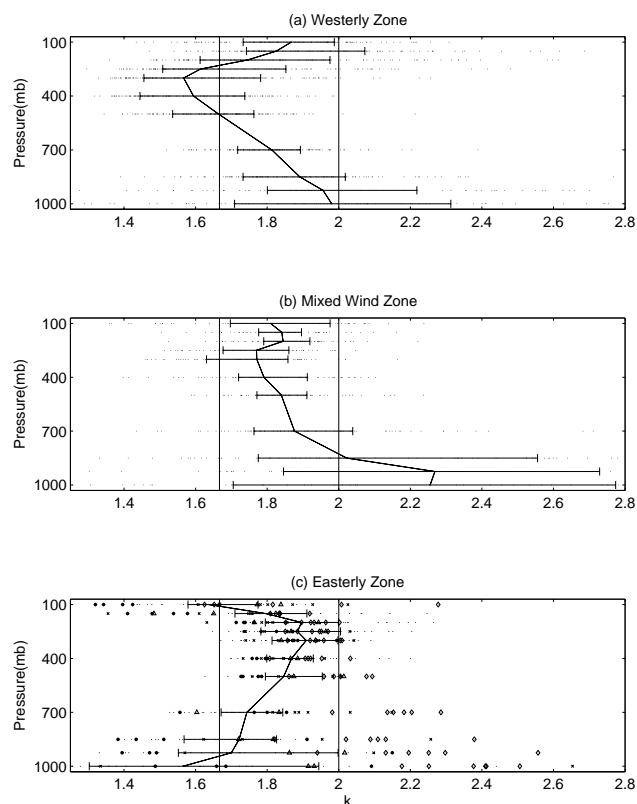 (a) Westerly Zone
Pressure(mb)
100
400
700
1000
1.4 1.6 1.8 2 2.2 2.4 2.6 2.8
(b) Mixed Wind Zone
Pressure(mb)
100
400
700
1000
1.4 1.6 1.8 2 2.2 2.4 2.6 2.8
(c) Easterly Zone
Pressure(mb)
100
400
700
1000
1.4 1.6 1.8 2 2.2 2.4 2.6 2.8
k